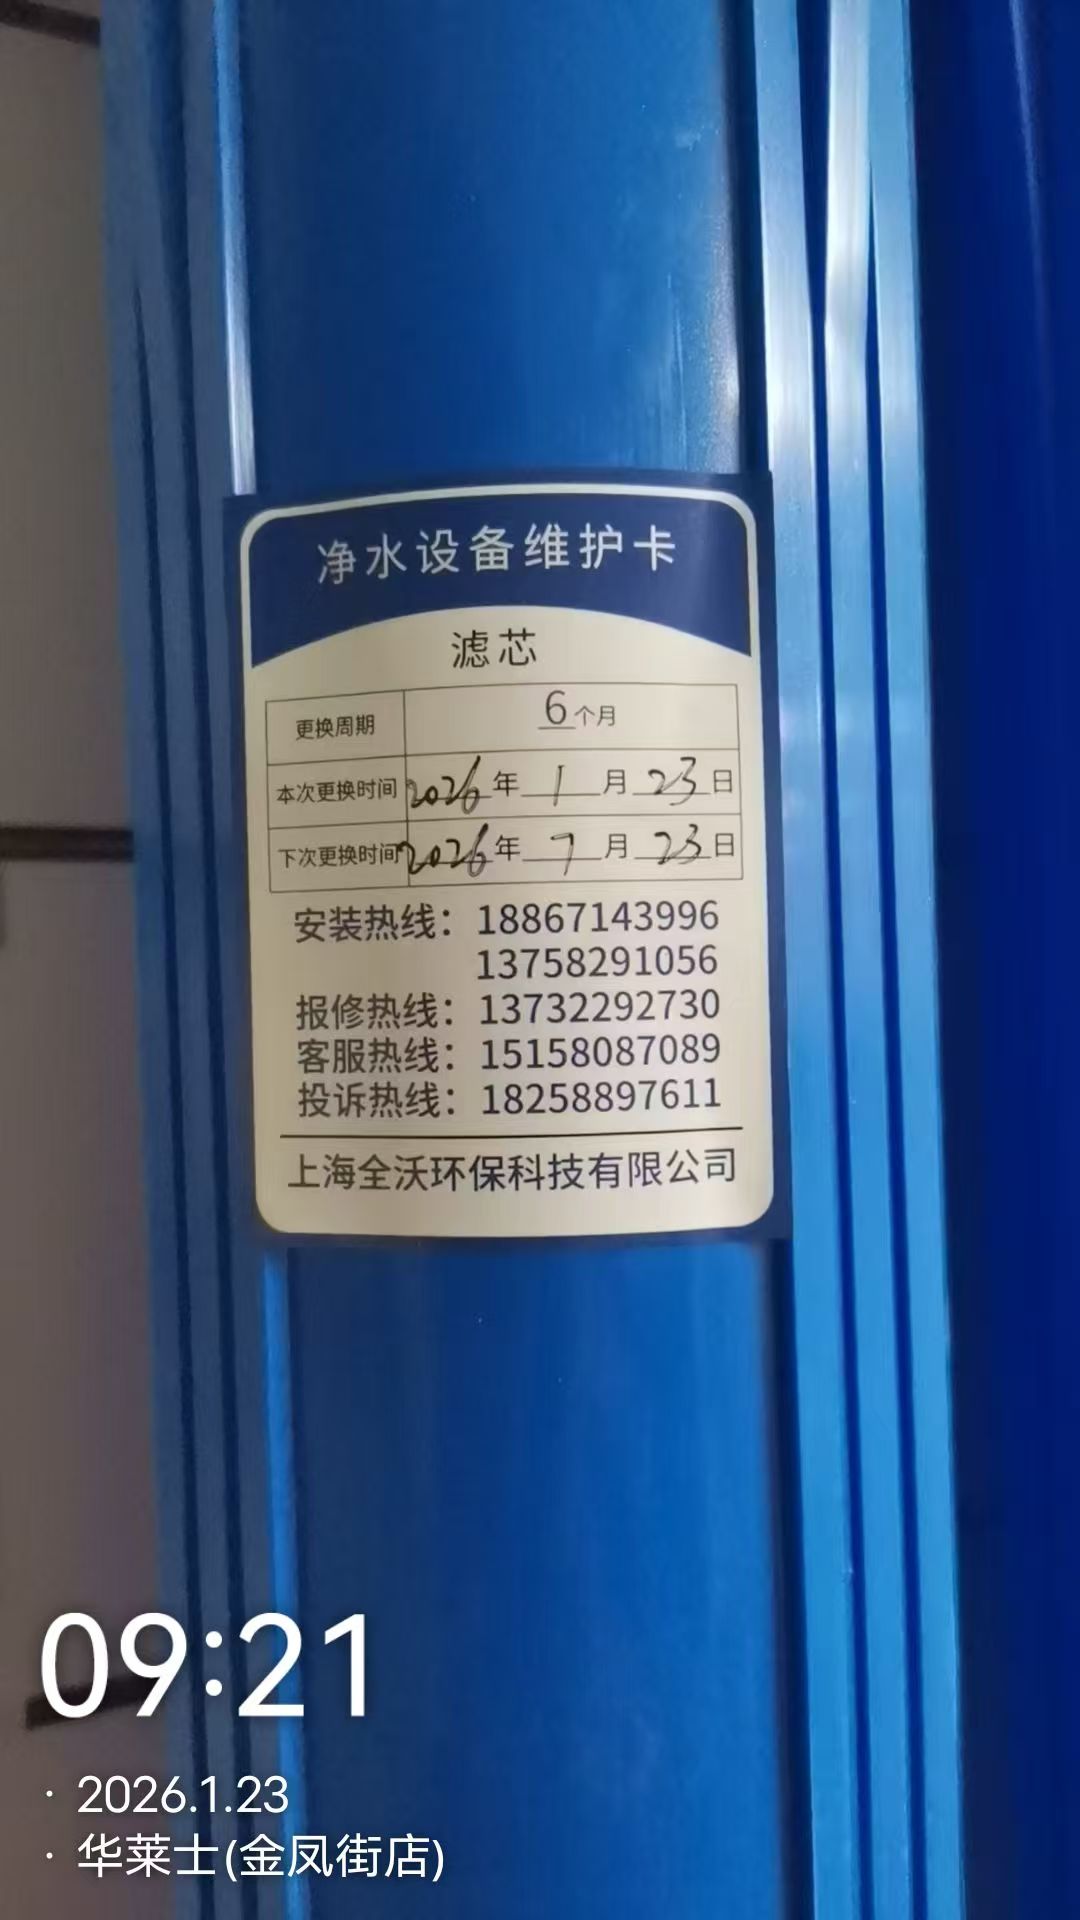 净水设备维护卡
滤芯
更换周期 6个月
本次更换时间 2026年1月23日
下次更换时间 2026年7月23日
安装热线：18867143996
13758291056
报修热线：13732292730
客服热线：15158087089
投诉热线：18258897611
上海全沃环保科技有限公司
09:21
· 2026.1.23
· 华莱士(金凤街店)